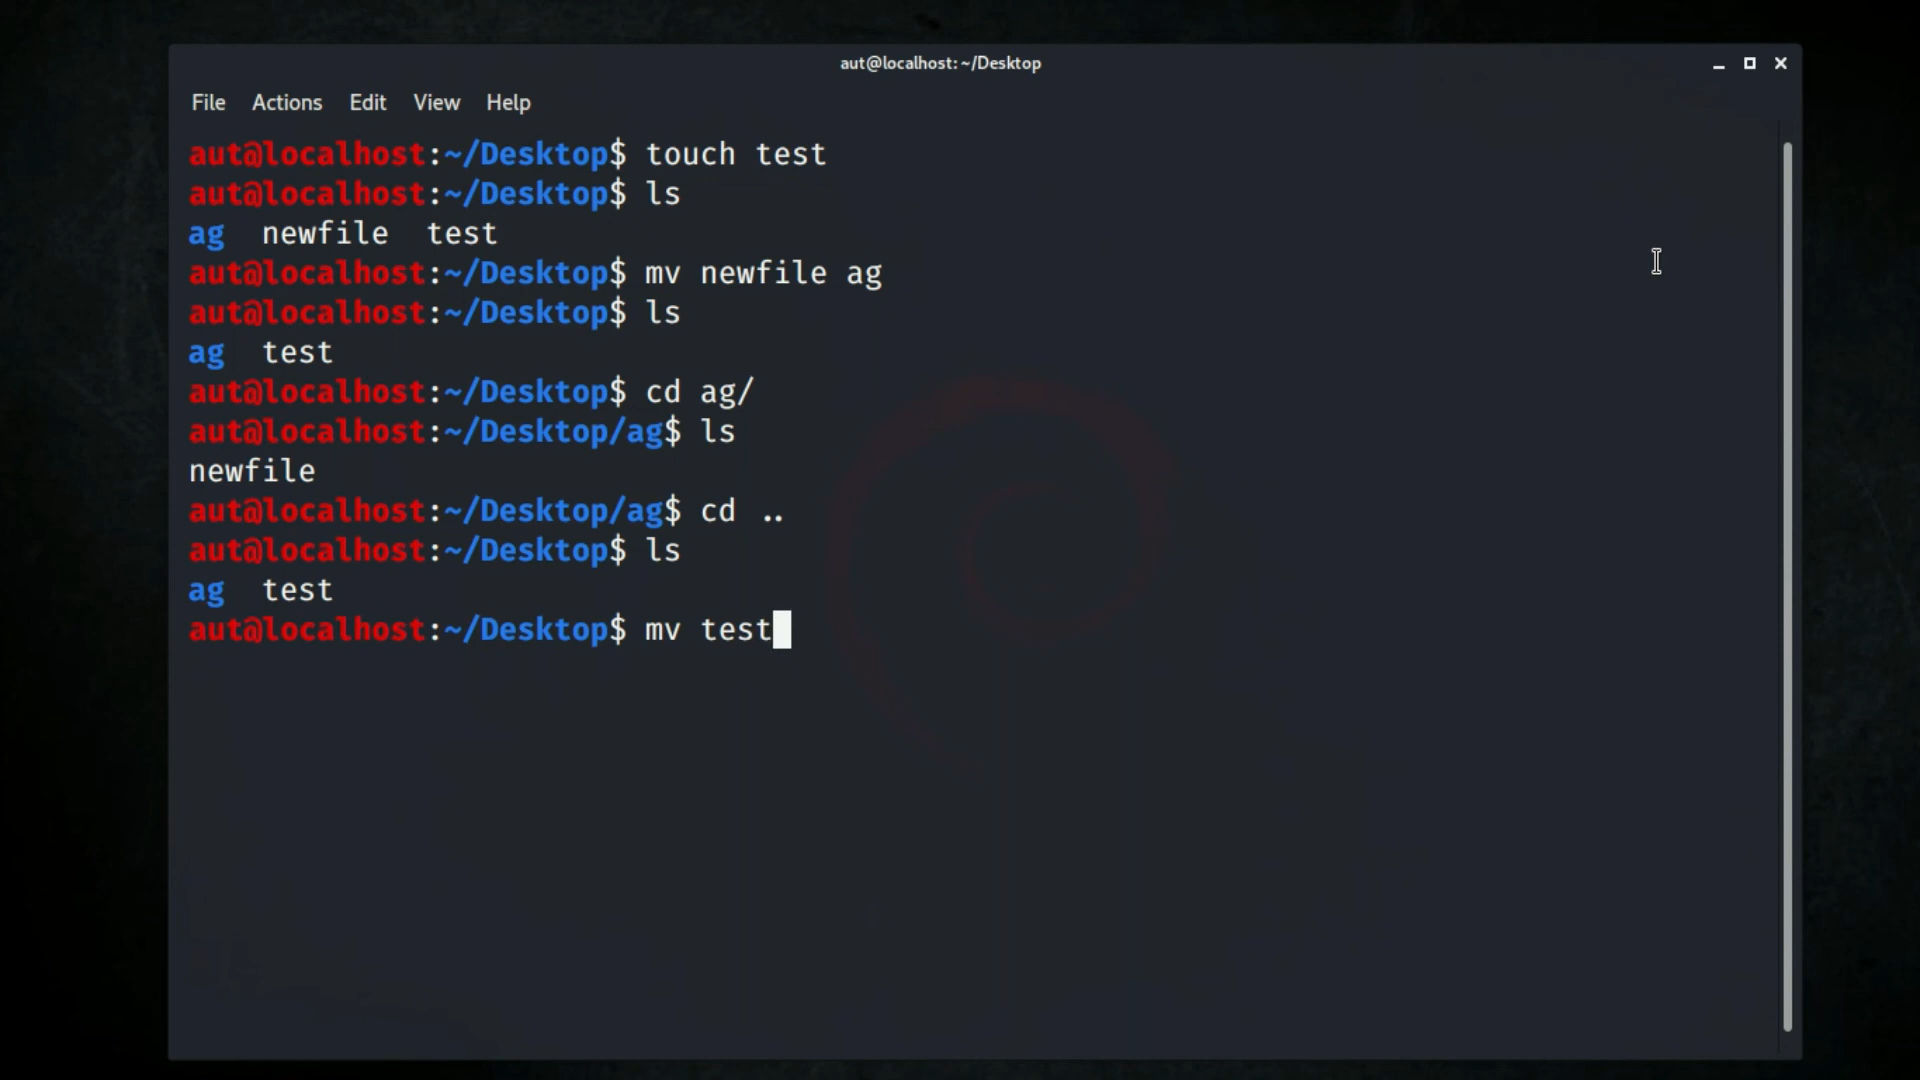 aut@localhost: ~/Desktop
File Actions Edit View Help
aut@localhost:~/Desktop$ touch test
aut@localhost:~/Desktop$ ls
ag  newfile  test
aut@localhost:~/Desktop$ mv newfile ag
aut@localhost:~/Desktop$ ls
ag  test
aut@localhost:~/Desktop$ cd ag/
aut@localhost:~/Desktop/ag$ ls
newfile
aut@localhost:~/Desktop/ag$ cd ..
aut@localhost:~/Desktop$ ls
ag  test
aut@localhost:~/Desktop$ mv test